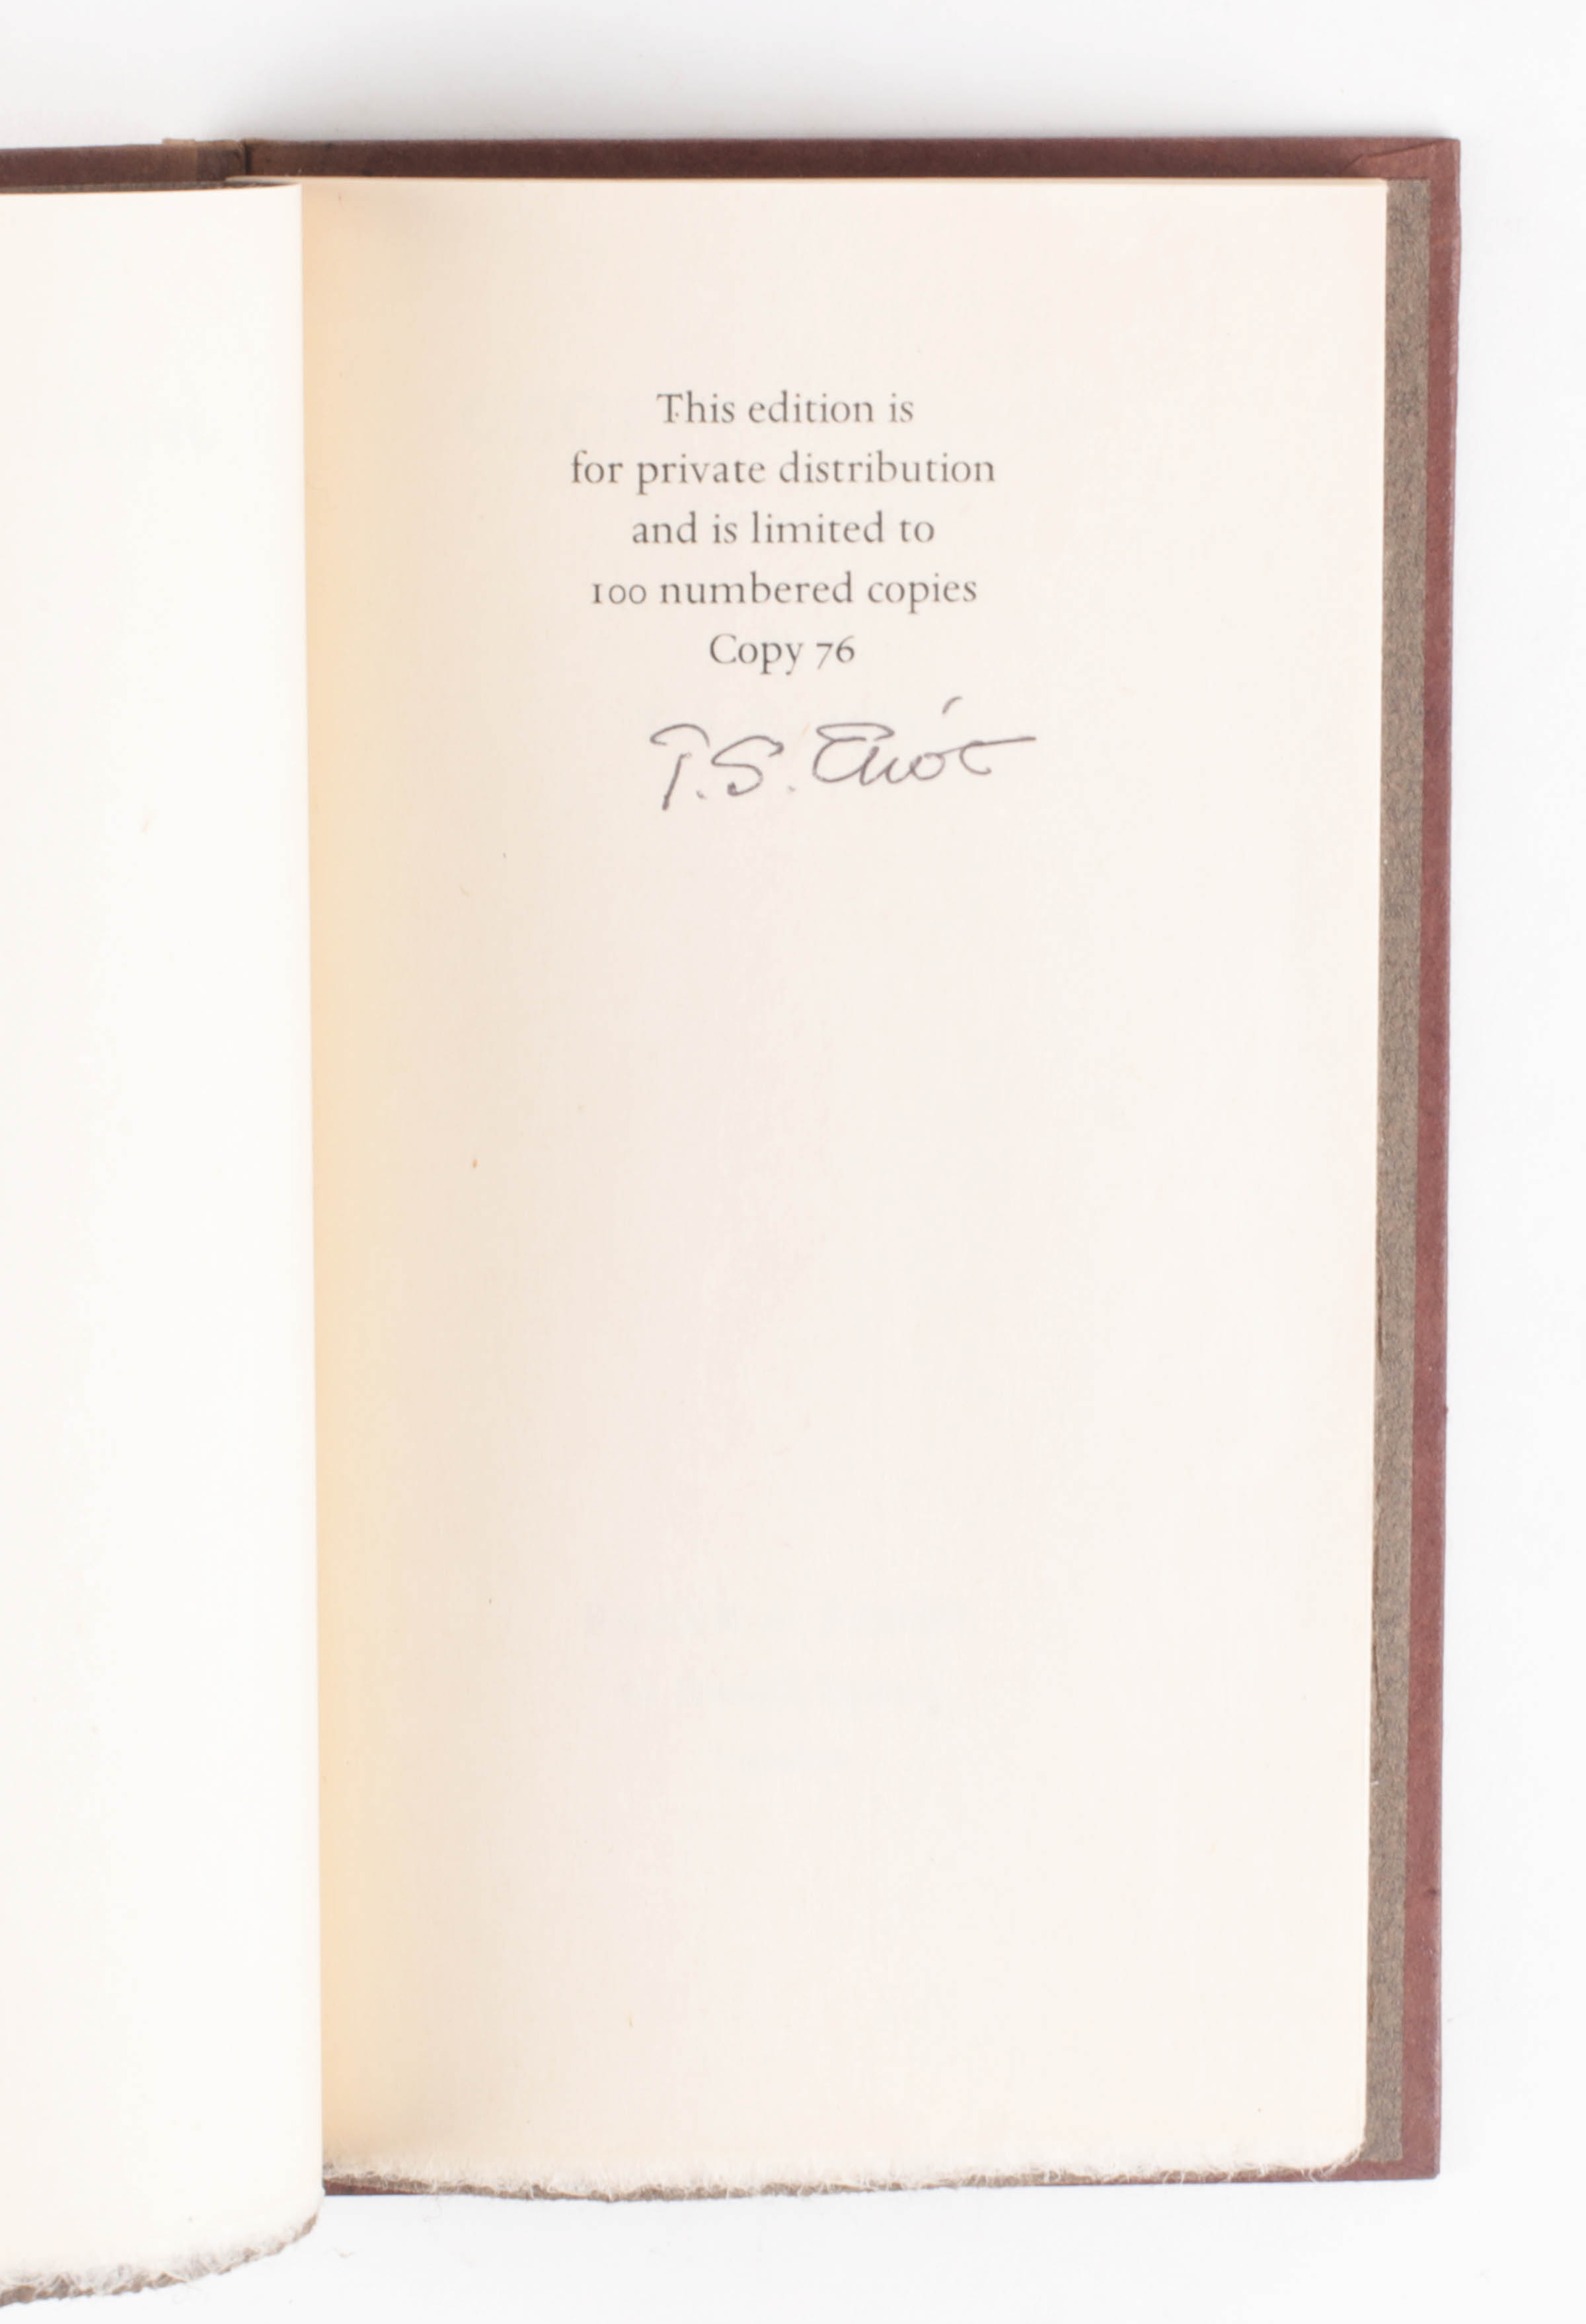 This edition is
for private distribution
and is limited to
100 numbered copies
Copy 76
T. S. Eliot